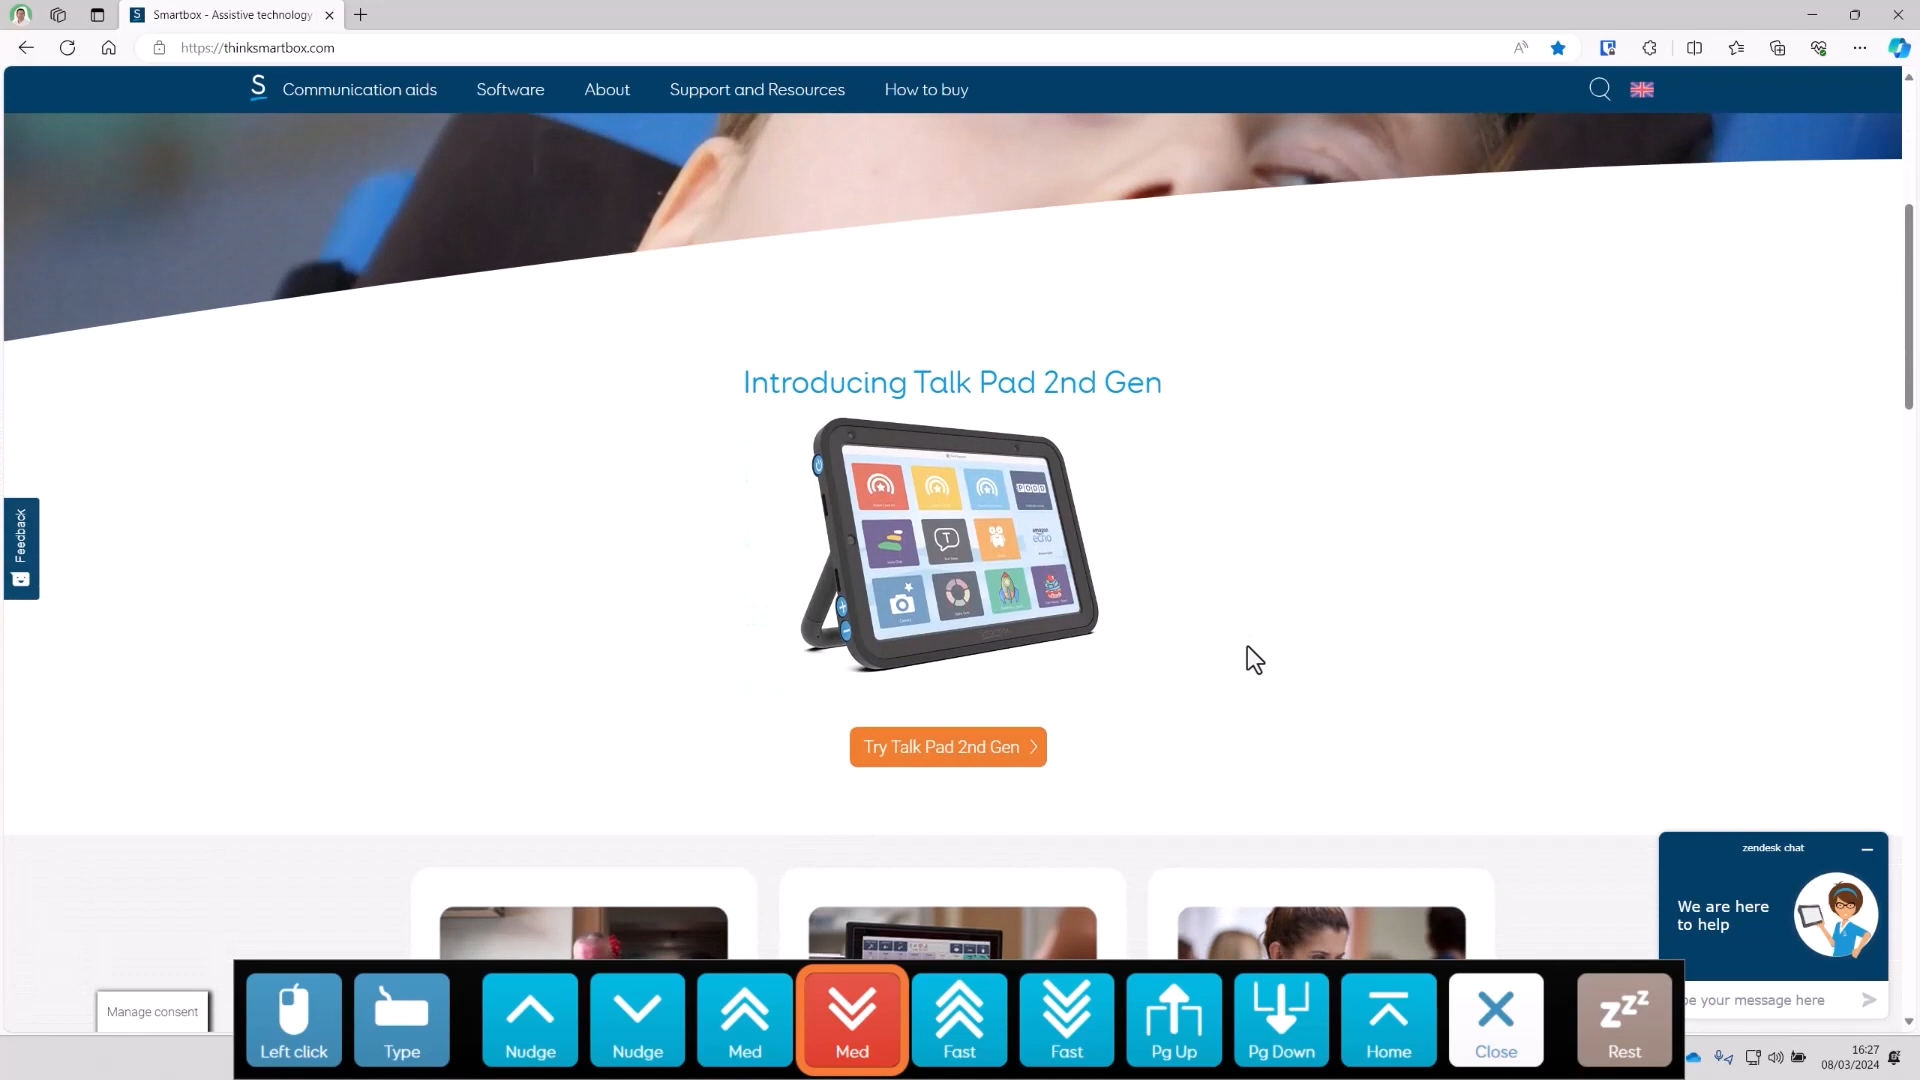 Smartbox - Assistive technology
https://thinksmartbox.com
S Communication aids Software About Support and Resources How to buy
Introducing Talk Pad 2nd Gen
amazon
echo
Feedback
Try Talk Pad 2nd Gen
zendesk chat
We are here
to help
Manage consent
pe your message here
Left click Type Nudge Nudge Med Med Fast Fast Pg Up Pg Down Home Close Rest
16:27
08/03/2024